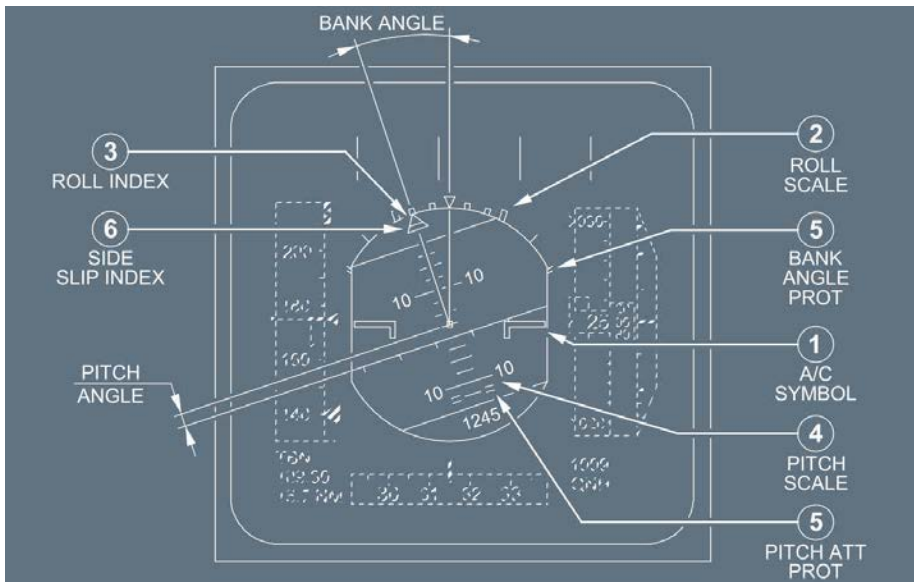 BANK ANGLE
3
ROLL INDEX
6
SIDE
SLIP INDEX
PITCH
ANGLE
2
ROLL
SCALE
5
BANK
ANGLE
PROT
1
A/C
SYMBOL
4
PITCH
SCALE
5
PITCH ATT
PROT
10
10
10
10
1245
200
140
1009
QNH
30 31 32 33